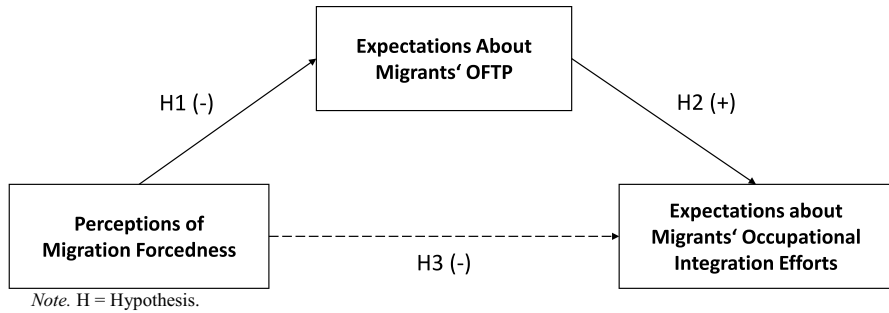 Expectations About
Migrants‘ OFTP
H1 (-)
H2 (+)
Perceptions of
Migration Forcedness
H3 (-)
Expectations about
Migrants‘ Occupational
Integration Efforts
Note. H = Hypothesis.